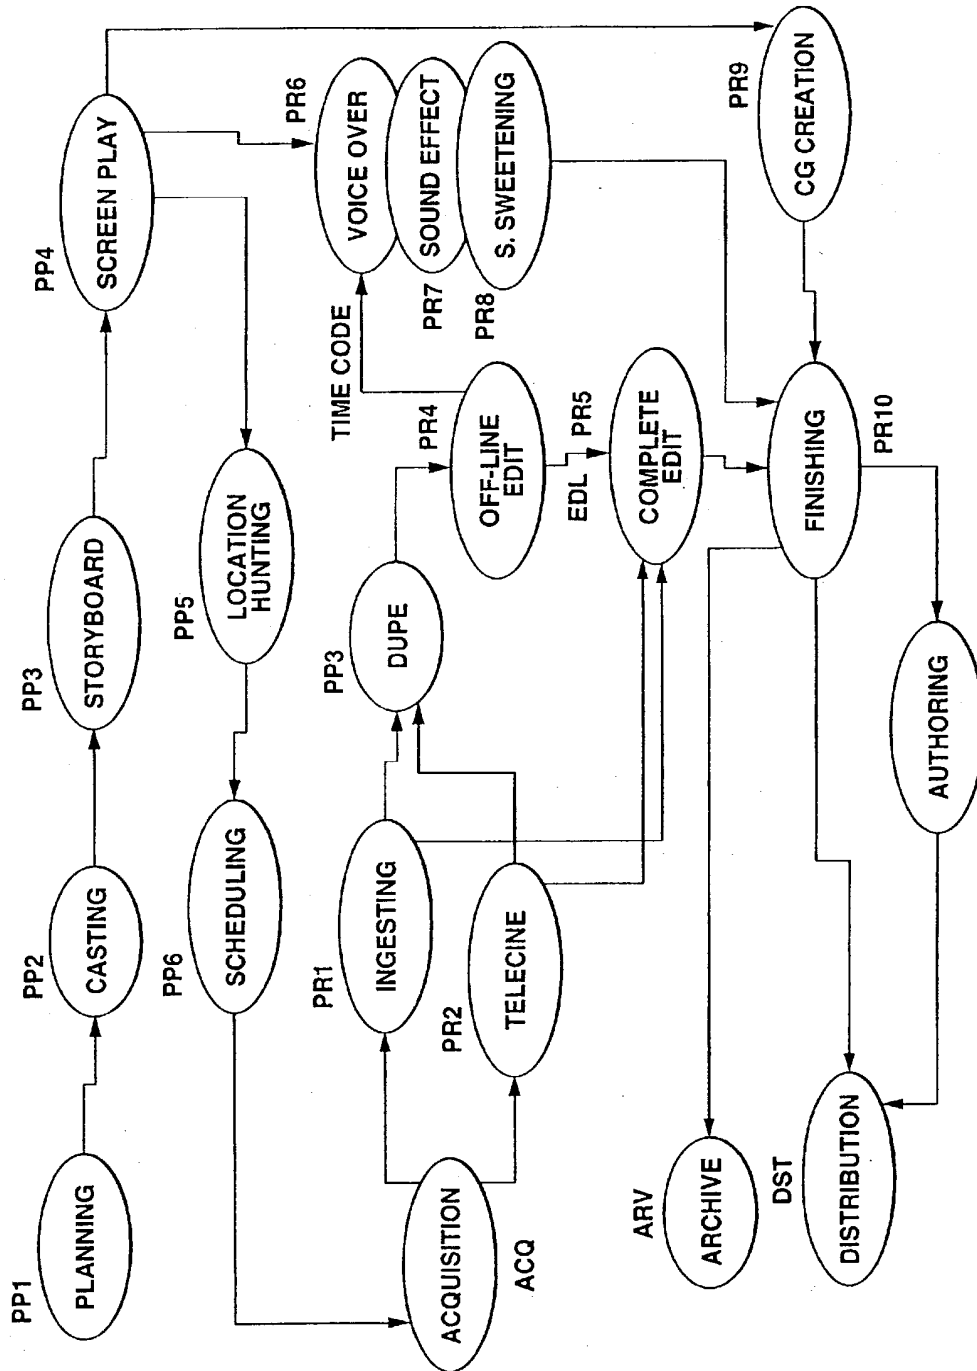 PP1
PLANNING
PP2
CASTING
PP3
STORYBOARD
PP4
SCREEN PLAY
PP6
SCHEDULING
PP5
LOCATION
HUNTING
PR1
INGESTING
PP3
DUPE
TIME CODE
PR6
VOICE OVER
PR7
SOUND EFFECT
PR8
S. SWEETENING
ACQUISITION
ACQ
PR2
TELECINE
PR4
OFF-LINE
EDIT
EDL
PR5
COMPLETE
EDIT
PR9
CG CREATION
ARV
ARCHIVE
FINISHING
PR10
DST
DISTRIBUTION
AUTHORING